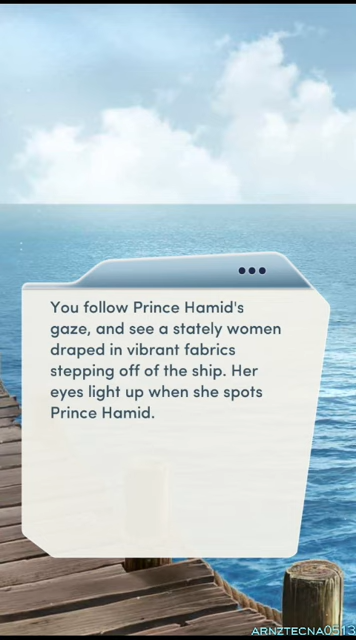 You follow Prince Hamid's
gaze, and see a stately women
draped in vibrant fabrics
stepping off of the ship. Her
eyes light up when she spots
Prince Hamid.
ARNZTECNA0513